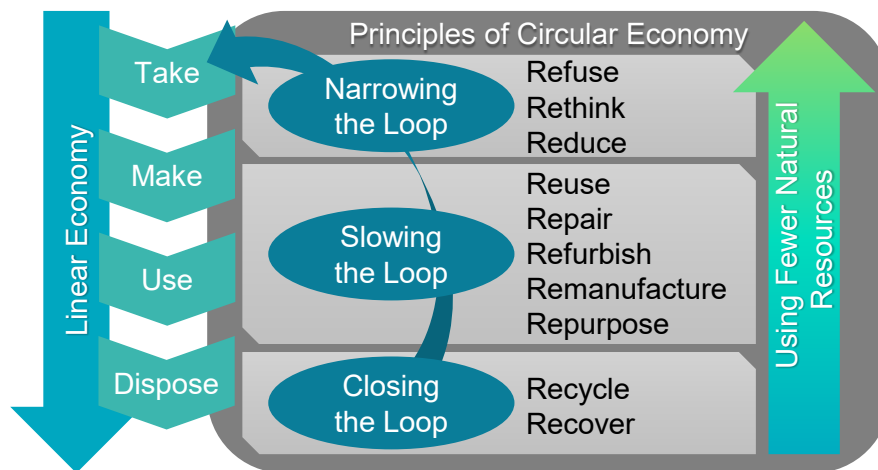 Linear Economy
Take
Make
Use
Dispose
Principles of Circular Economy
Narrowing
the Loop
Refuse
Rethink
Reduce
Slowing
the Loop
Reuse
Repair
Refurbish
Remanufacture
Repurpose
Closing
the Loop
Recycle
Recover
Using Fewer Natural
Resources